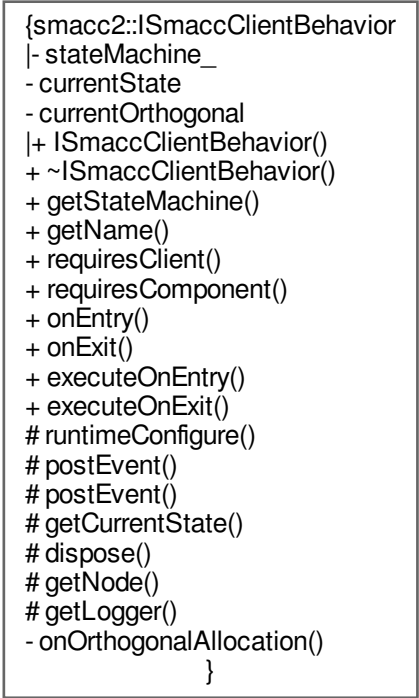 {smacc2::ISmaccClientBehavior
|- stateMachine_
- currentState
- currentOrthogonal
|+ ISmaccClientBehavior()
+ ~ISmaccClientBehavior()
+ getStateMachine()
+ getName()
+ requiresClient()
+ requiresComponent()
+ onEntry()
+ onExit()
+ executeOnEntry()
+ executeOnExit()
# runtimeConfigure()
# postEvent()
# postEvent()
# getCurrentState()
# dispose()
# getNode()
# getLogger()
- onOrthogonalAllocation()
}